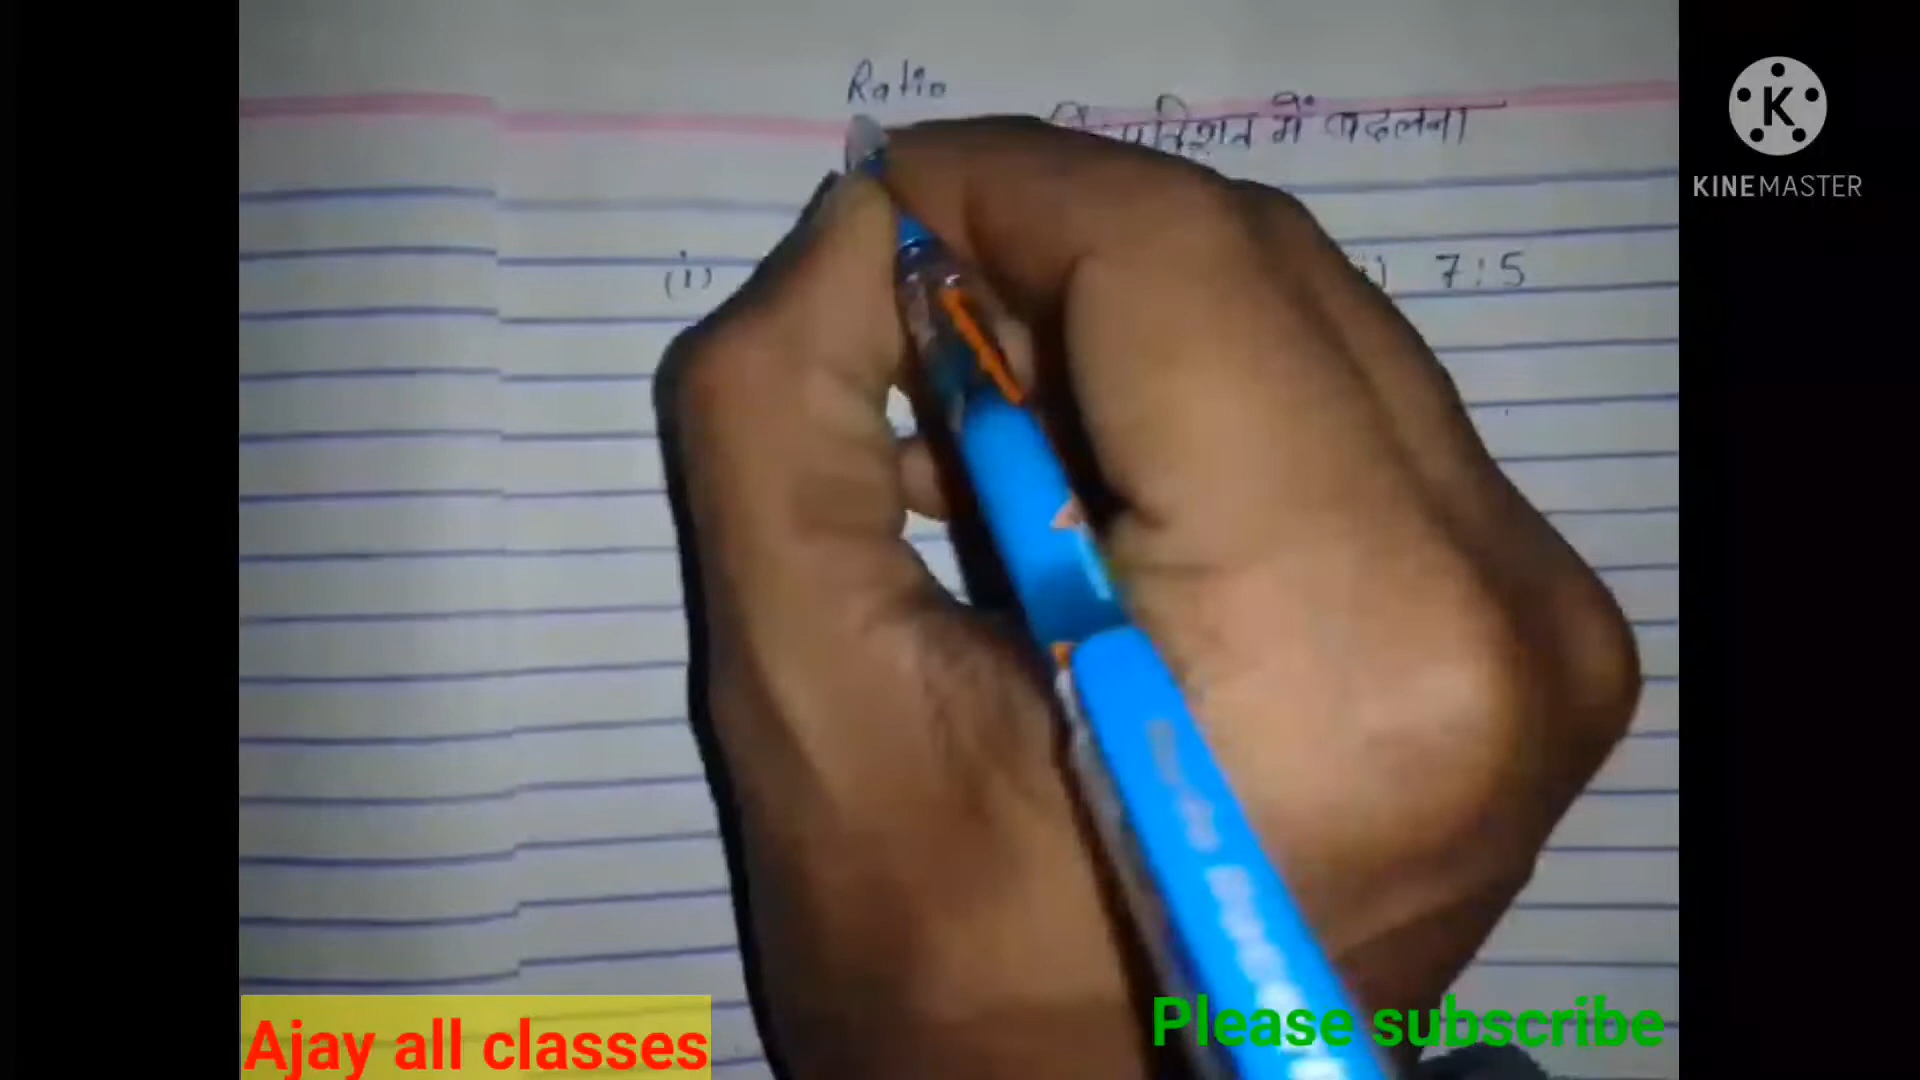 Ratio
प्रतिशत में बदलना
(i)
7:5
K
KINEMASTER
Ajay all classes
Please subscribe